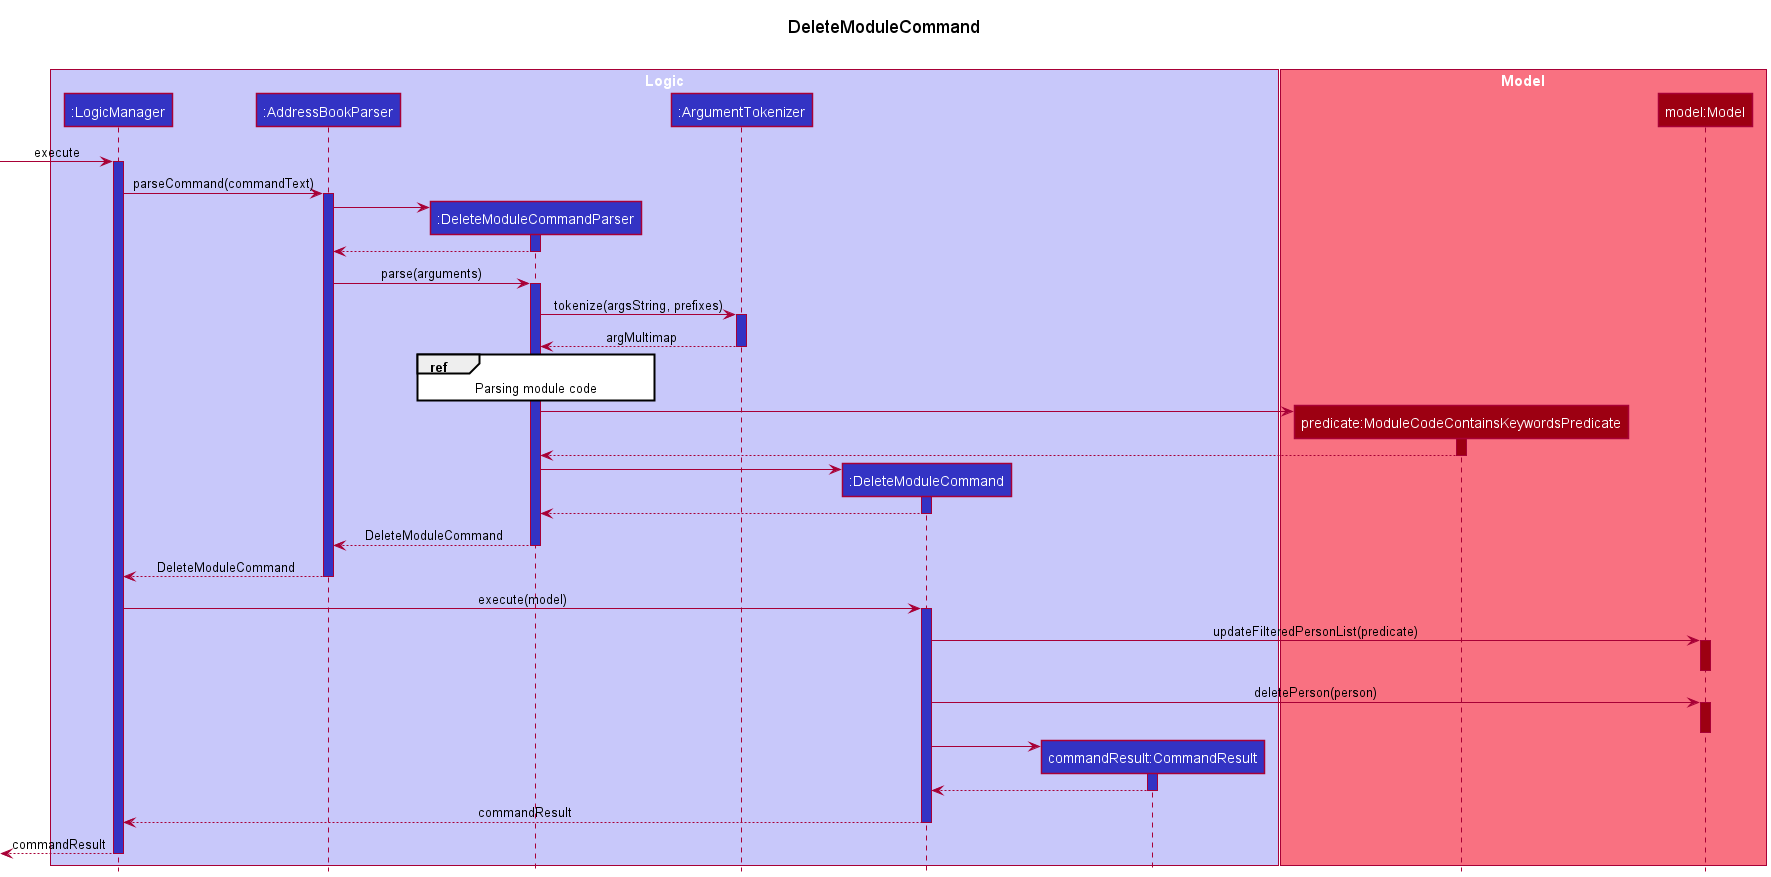 DeleteModuleCommand
Logic
Model
:LogicManager
:AddressBookParser
:ArgumentTokenizer
model:Model
execute
parseCommand(commandText)
:DeleteModuleCommandParser
parse(arguments)
tokenize(argsString, prefixes)
argMultimap
ref
Parsing module code
predicate:ModuleCodeContainsKeywordsPredicate
:DeleteModuleCommand
DeleteModuleCommand
DeleteModuleCommand
execute(model)
updateFilteredPersonList(predicate)
deletePerson(person)
commandResult:CommandResult
commandResult
commandResult